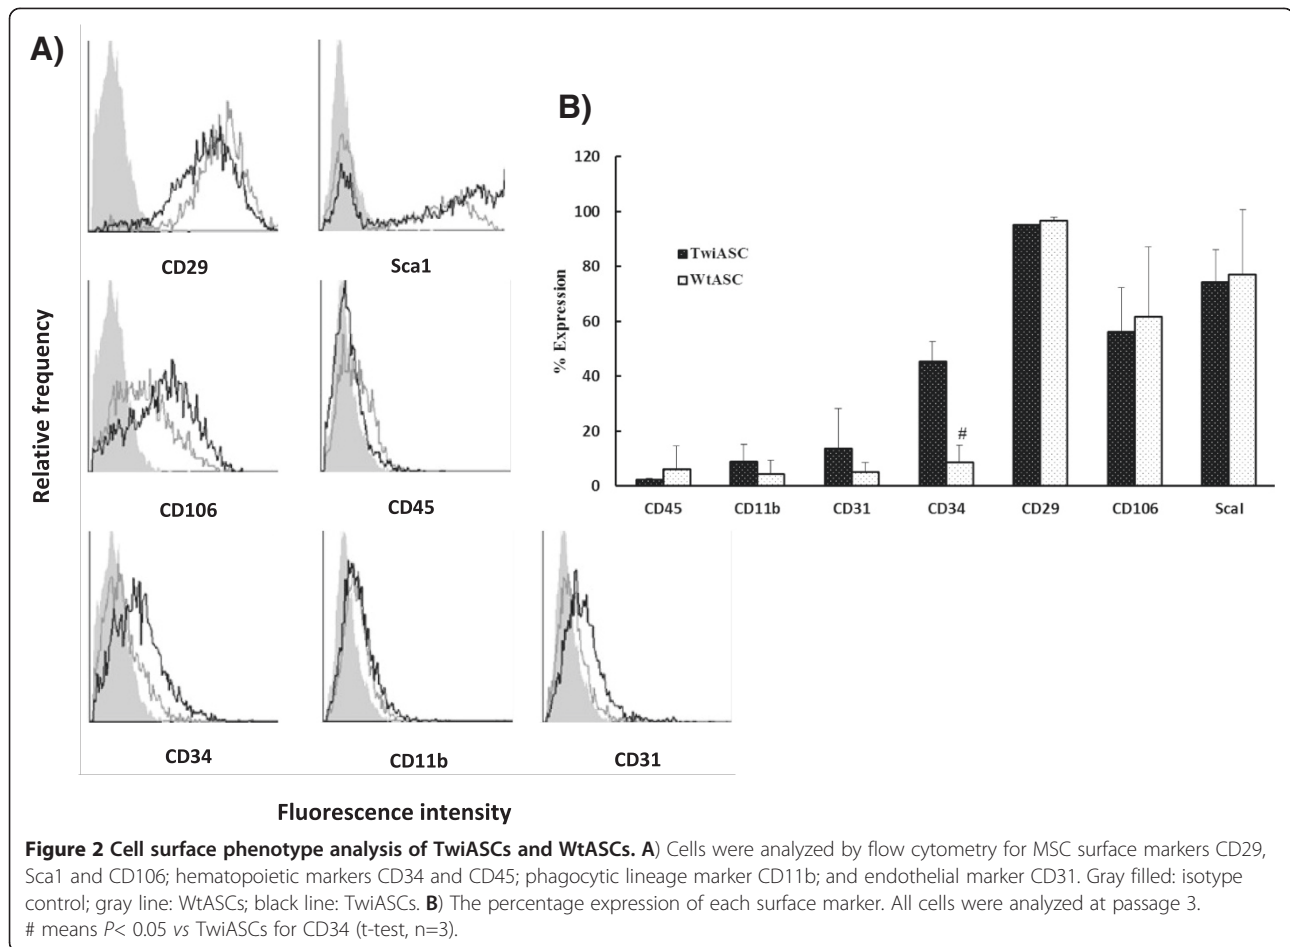 A)
CD29
Sca1
CD106
CD45
CD34
CD11b
CD31
Relative frequency
Fluorescence intensity
B)
120
100
80
60
40
20
0
% Expression
TwiASC
WtASC
#
CD45
CD11b
CD31
CD34
CD29
CD106
ScaI
Figure 2 Cell surface phenotype analysis of TwiASCs and WtASCs. A) Cells were analyzed by flow cytometry for MSC surface markers CD29,
Sca1 and CD106; hematopoietic markers CD34 and CD45; phagocytic lineage marker CD11b; and endothelial marker CD31. Gray filled: isotype
control; gray line: WtASCs; black line: TwiASCs. B) The percentage expression of each surface marker. All cells were analyzed at passage 3.
# means P< 0.05 vs TwiASCs for CD34 (t-test, n=3).